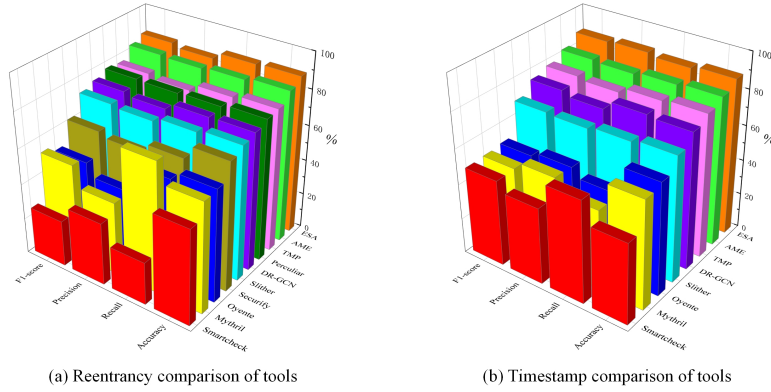 100
80
60
40
20
0
%
F1-score
Precision
Recall
Accuracy
ESA
AME
TMP
Perculiar
DR-GCN
Slither
Securify
Oyente
Mythril
Smartcheck
(a) Reentrancy comparison of tools
100
80
60
40
20
0
%
F1-score
Precision
Recall
Accuracy
ESA
AME
TMP
DR-GCN
Slither
Oyente
Mythril
Smartcheck
(b) Timestamp comparison of tools